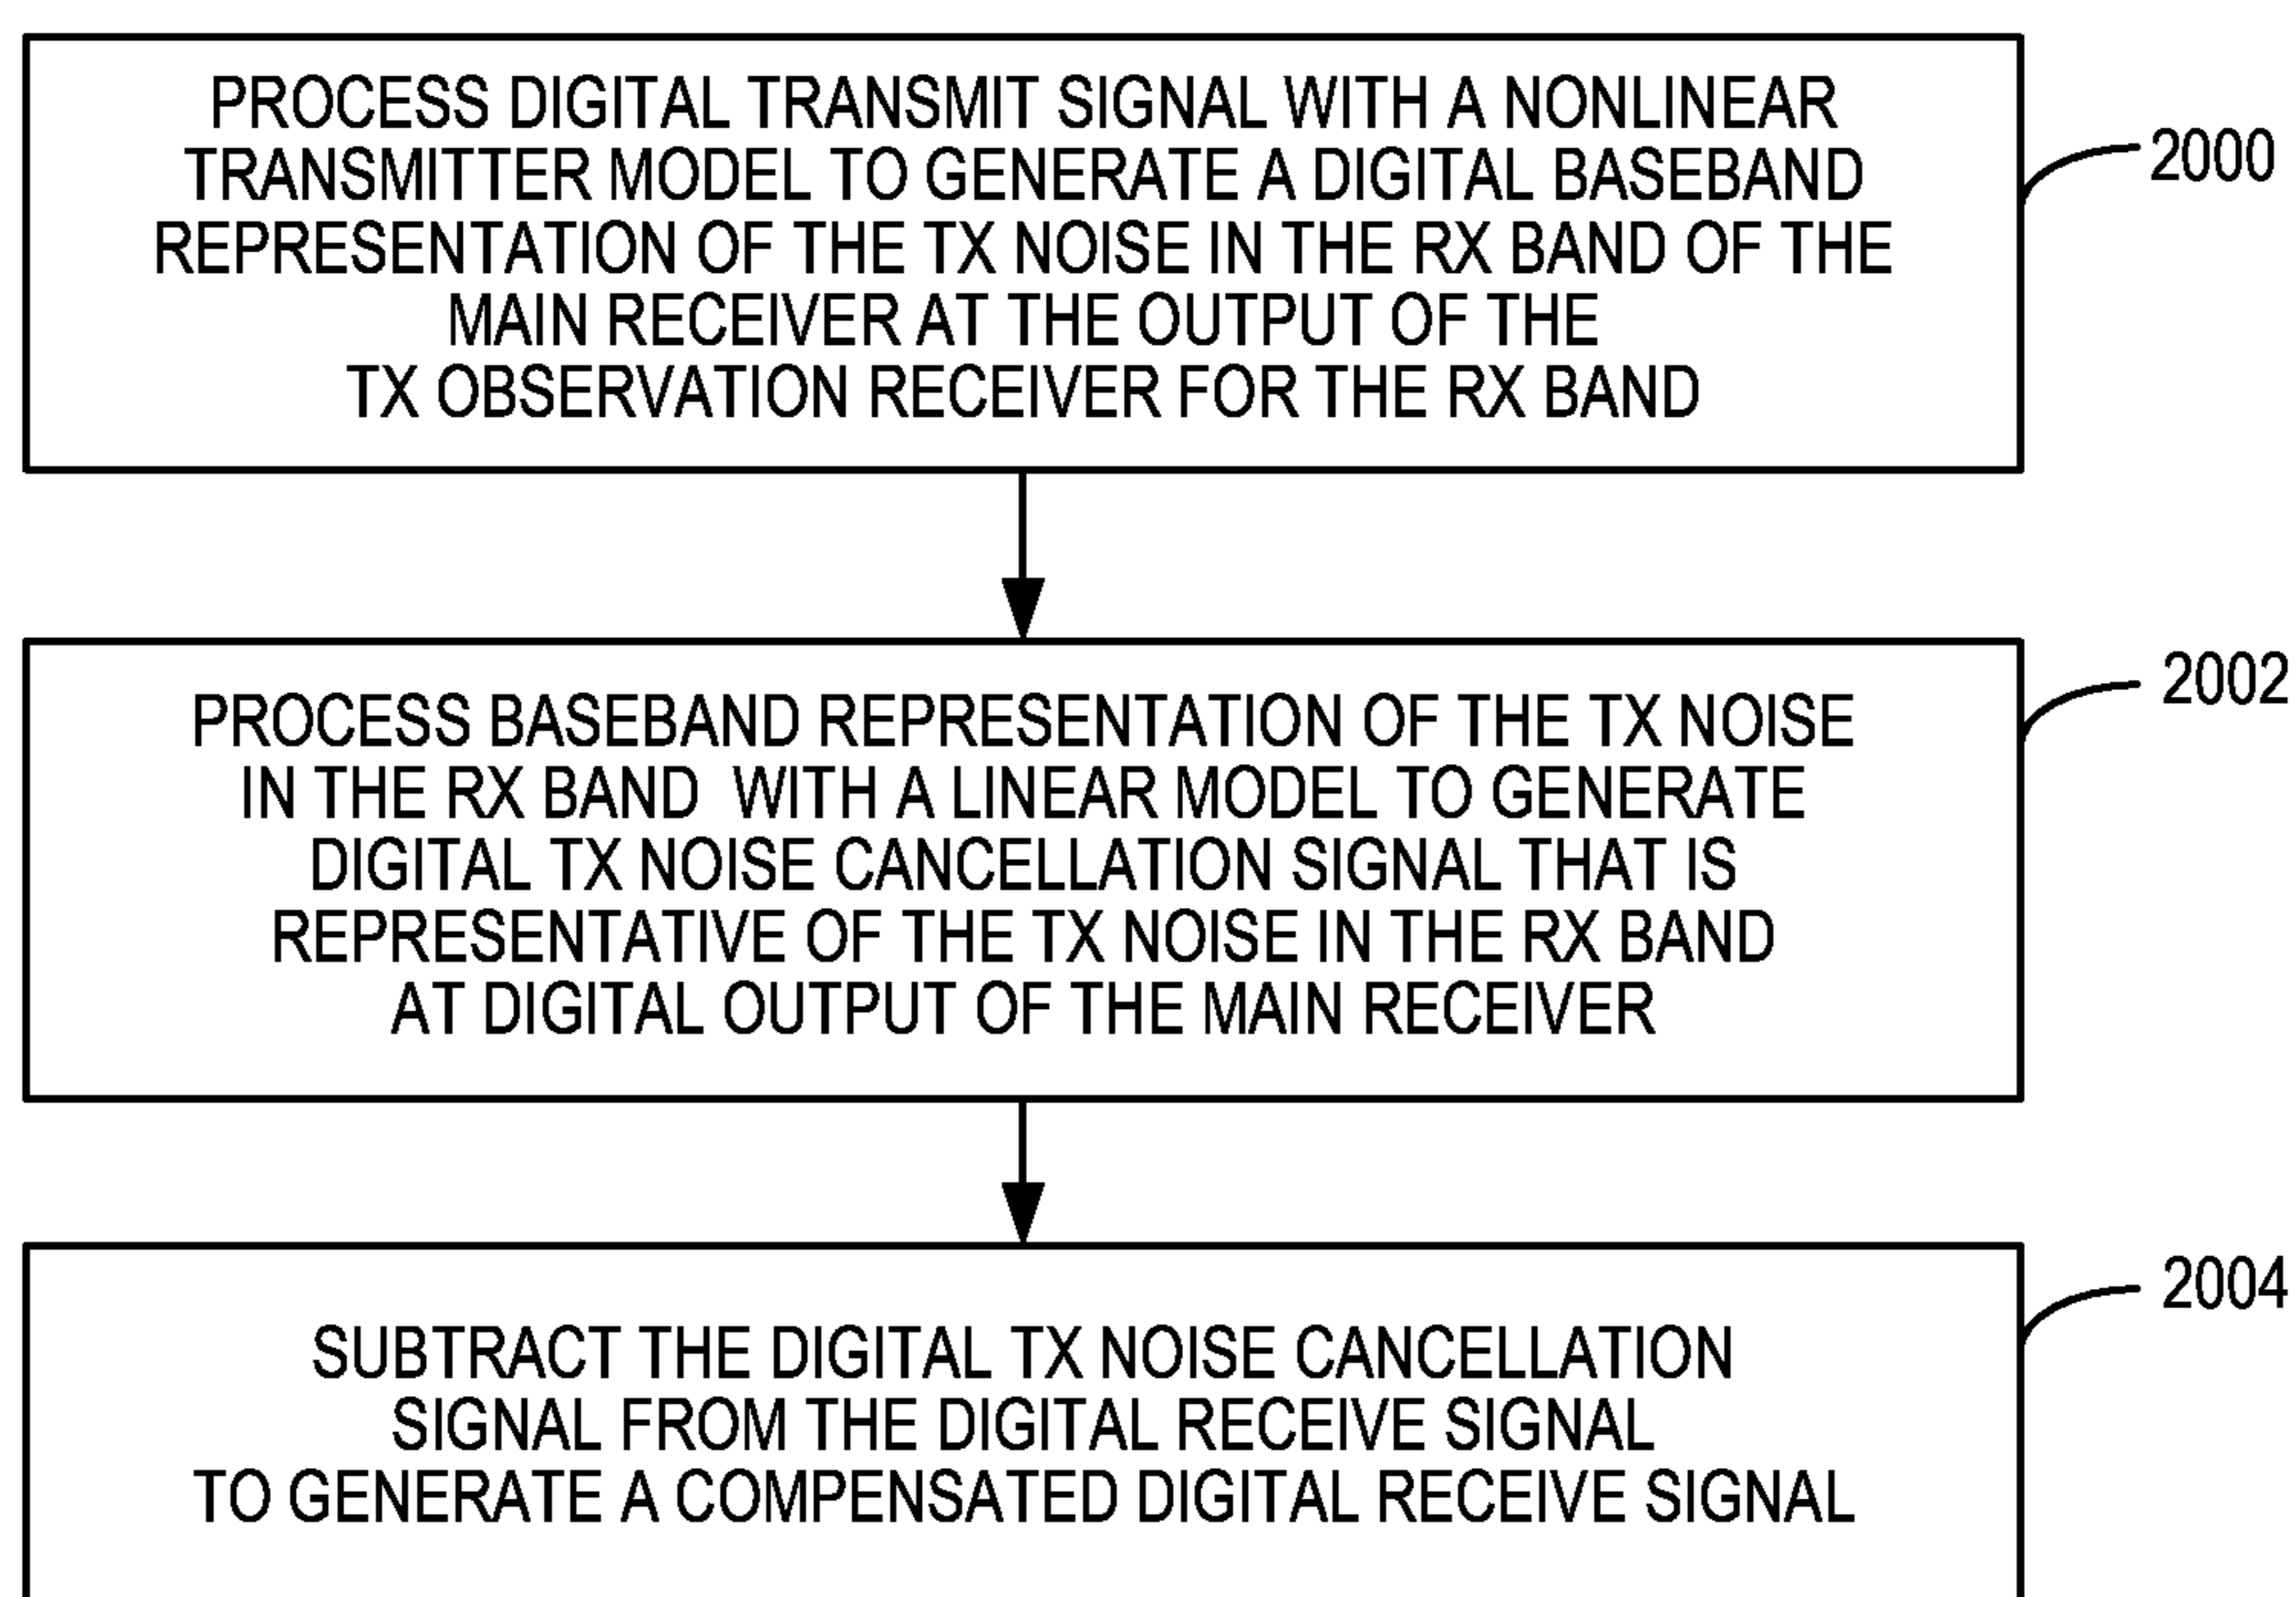 PROCESS DIGITAL TRANSMIT SIGNAL WITH A NONLINEAR
TRANSMITTER MODEL TO GENERATE A DIGITAL BASEBAND
REPRESENTATION OF THE TX NOISE IN THE RX BAND OF THE
MAIN RECEIVER AT THE OUTPUT OF THE
TX OBSERVATION RECEIVER FOR THE RX BAND
2000
PROCESS BASEBAND REPRESENTATION OF THE TX NOISE
IN THE RX BAND WITH A LINEAR MODEL TO GENERATE
DIGITAL TX NOISE CANCELLATION SIGNAL THAT IS
REPRESENTATIVE OF THE TX NOISE IN THE RX BAND
AT DIGITAL OUTPUT OF THE MAIN RECEIVER
2002
SUBTRACT THE DIGITAL TX NOISE CANCELLATION
SIGNAL FROM THE DIGITAL RECEIVE SIGNAL
TO GENERATE A COMPENSATED DIGITAL RECEIVE SIGNAL
2004